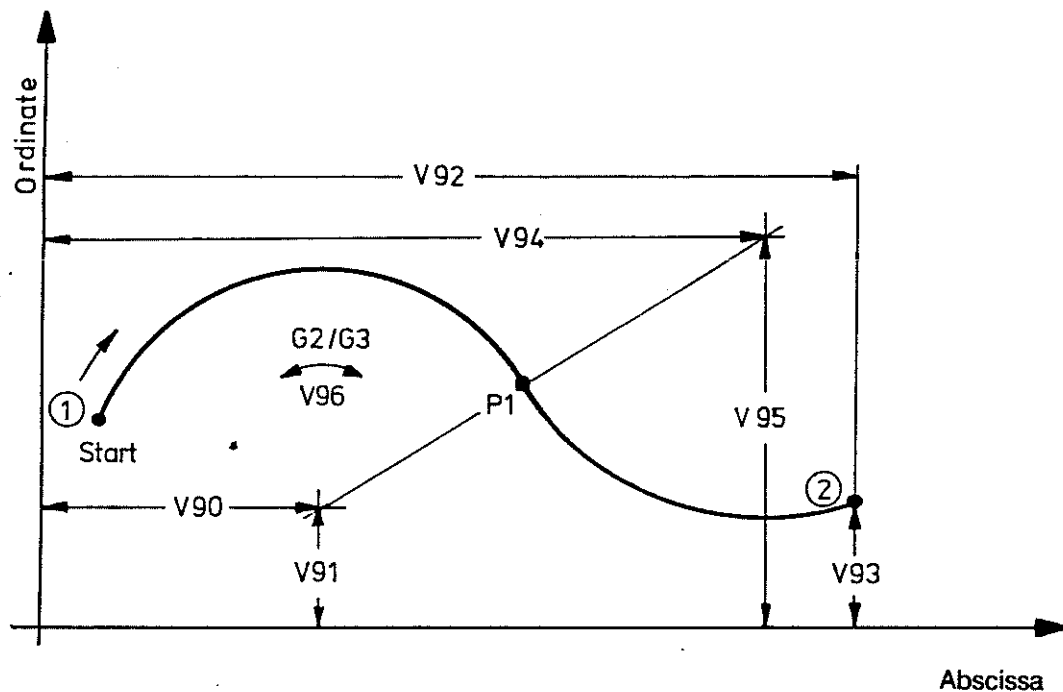 Ordinate
V92
V94
G2/G3
V96
1
P1
V95
Start
2
V90
V91
V93
Abscissa